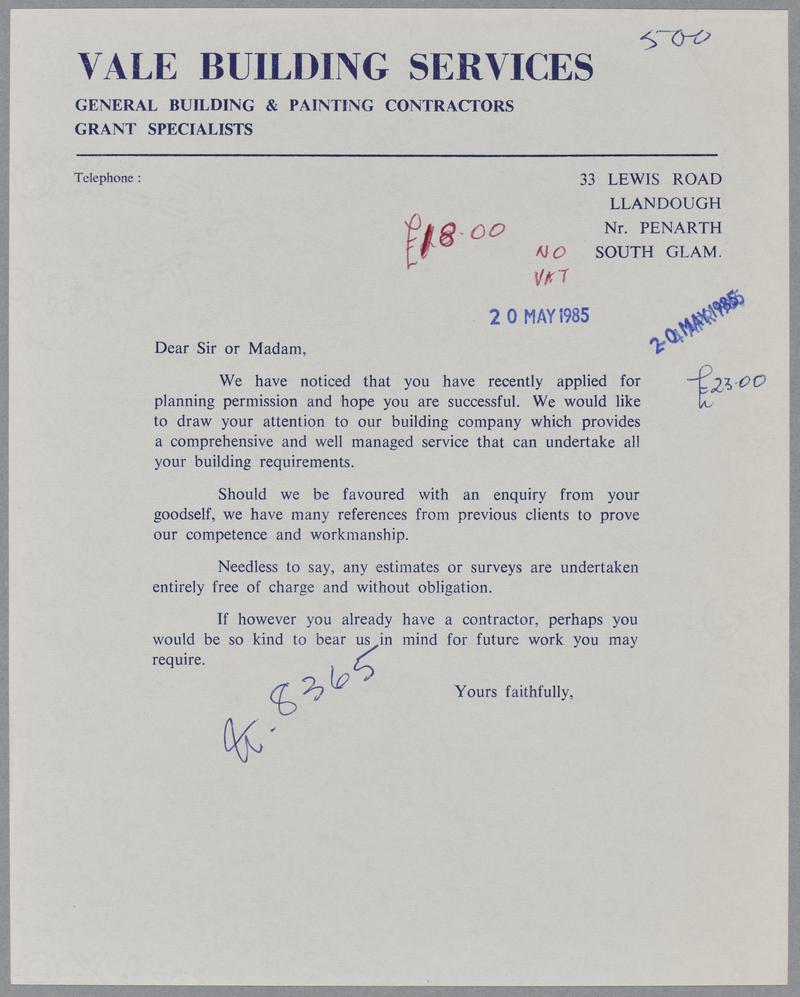 500
VALE BUILDING SERVICES
GENERAL BUILDING & PAINTING CONTRACTORS
GRANT SPECIALISTS
Telephone :
33 LEWIS ROAD
LLANDOUGH
Nr. PENARTH
SOUTH GLAM.
£18.00
NO
VAT
20 MAY 1985
20 MAY 1985
£23.00
Dear Sir or Madam,
We have noticed that you have recently applied for
planning permission and hope you are successful. We would like
to draw your attention to our building company which provides
a comprehensive and well managed service that can undertake all
your building requirements.
Should we be favoured with an enquiry from your
goodself, we have many references from previous clients to prove
our competence and workmanship.
Needless to say, any estimates or surveys are undertaken
entirely free of charge and without obligation.
If however you already have a contractor, perhaps you
would be so kind to bear us in mind for future work you may
require.
8365
Yours faithfully,